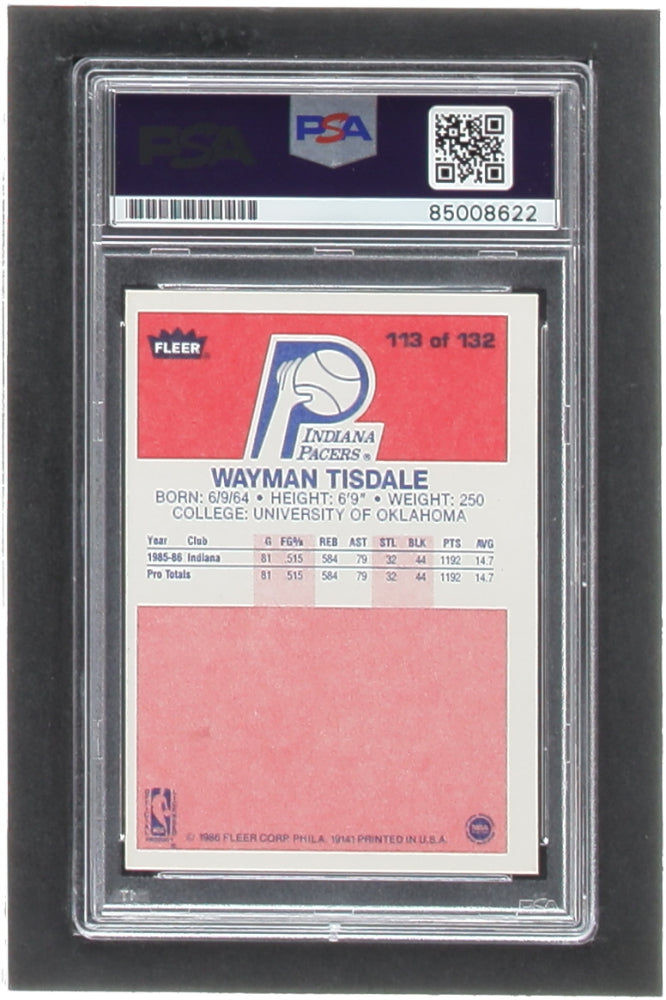 PSA PSA
85008622
FLEER 113 of 132
INDIANA
PACERS ®
WAYMAN TISDALE
BORN: 6/9/64 • HEIGHT: 6'9" • WEIGHT: 250
COLLEGE: UNIVERSITY OF OKLAHOMA
Year Club G FG% REB AST STL BLK PTS AVG
1985-86 Indiana 81 .515 584 79 32 44 1192 14.7
Pro Totals 81 .515 584 79 32 44 1192 14.7
© 1986 FLEER CORP. PHILA. 19141 PRINTED IN U.S.A.
PSA